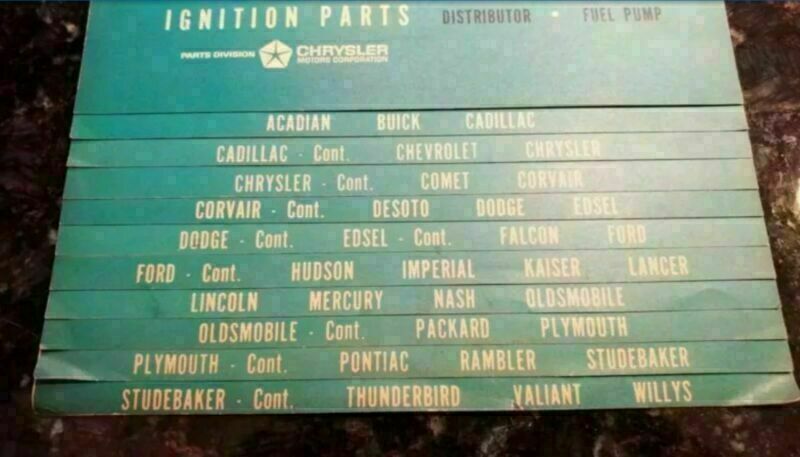 IGNITION PARTS DISTRIBUTOR • FUEL PUMP
PARTS DIVISION CHRYSLER
MOTORS CORPORATION
ACADIAN BUICK CADILLAC
CADILLAC - Cont. CHEVROLET CHRYSLER
CHRYSLER - Cont. COMET CORVAIR
CORVAIR - Cont. DESOTO DODGE EDSEL
DODGE - Cont. EDSEL - Cont. FALCON FORD
FORD - Cont. HUDSON IMPERIAL KAISER LANCER
LINCOLN MERCURY NASH OLDSMOBILE
OLDSMOBILE - Cont. PACKARD PLYMOUTH
PLYMOUTH - Cont. PONTIAC RAMBLER STUDEBAKER
STUDEBAKER - Cont. THUNDERBIRD VALIANT WILLYS